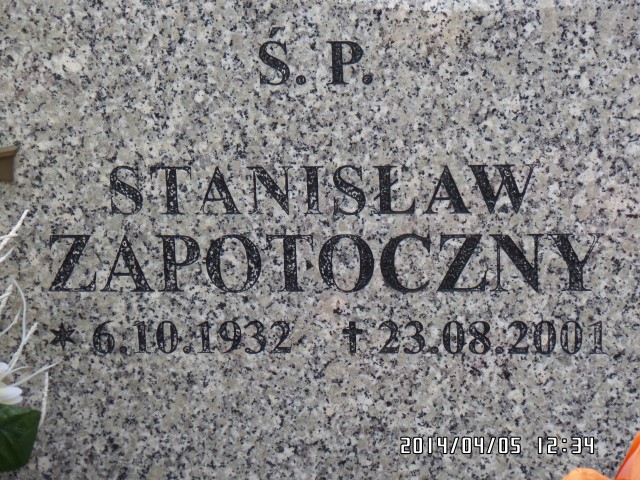 Ś. P.
STANISŁAW
ZAPOTOCZNY
* 6.10.1932 † 23.08.2001
2014/04/05 12:34